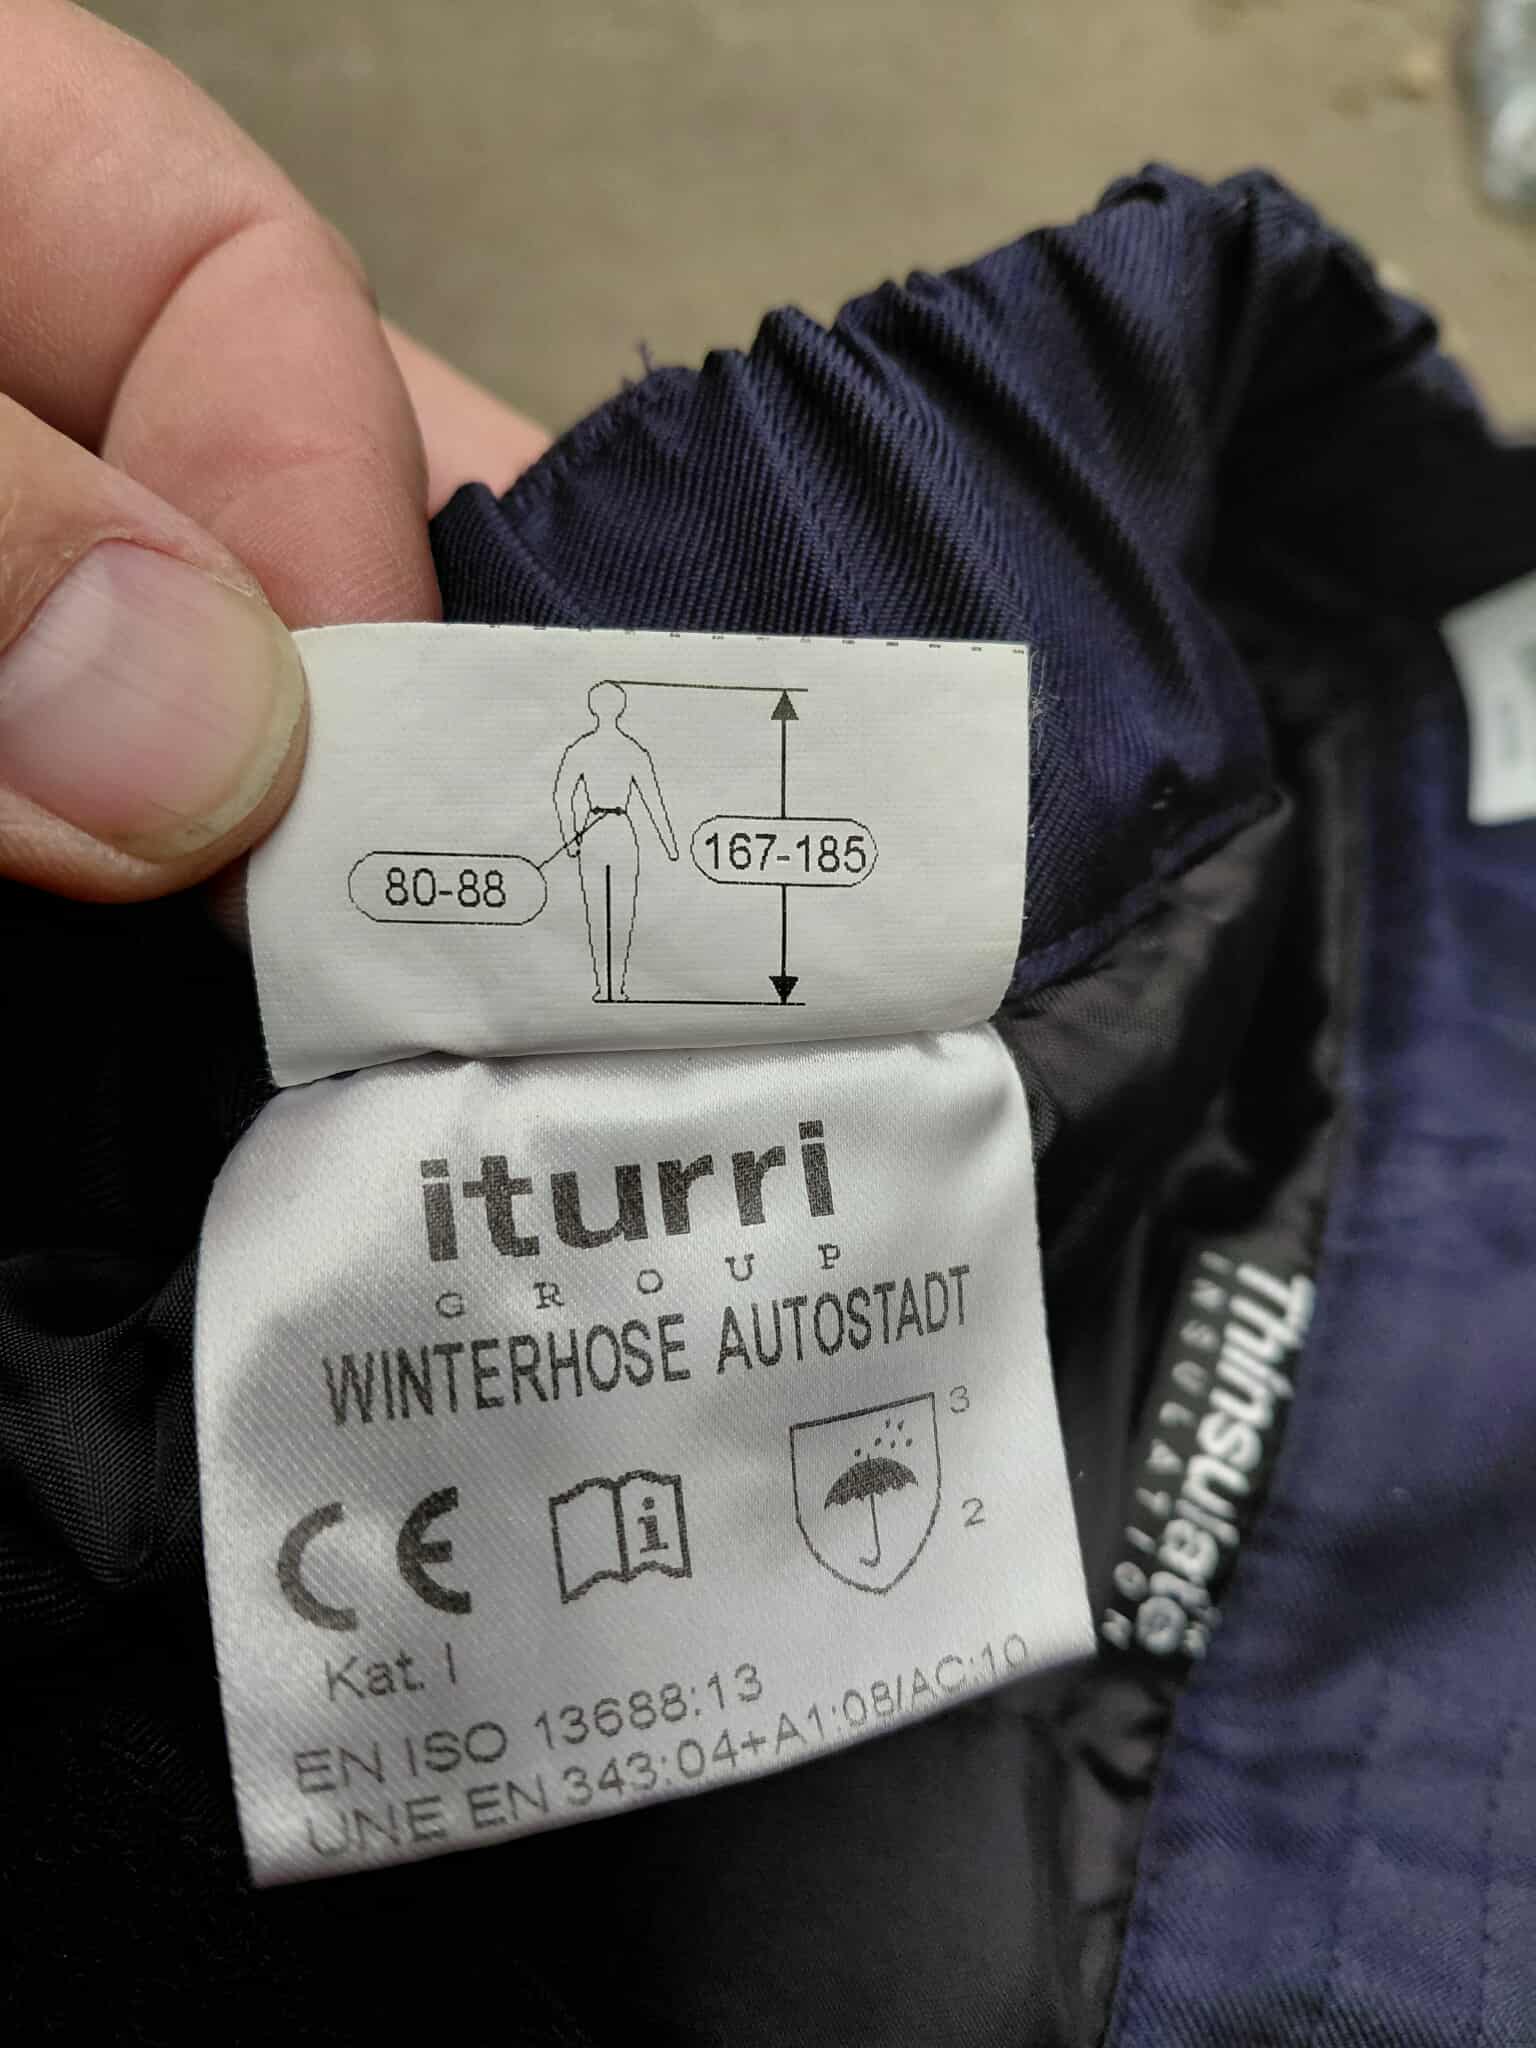 80-88
167-185
iturri
GROUP
WINTERHOSE AUTOSTADT
3
2
CE
i
Kat. I
EN ISO 13688:13
UNE EN 343:04+A1:08/AC:10
Thinsulate
INSULATION